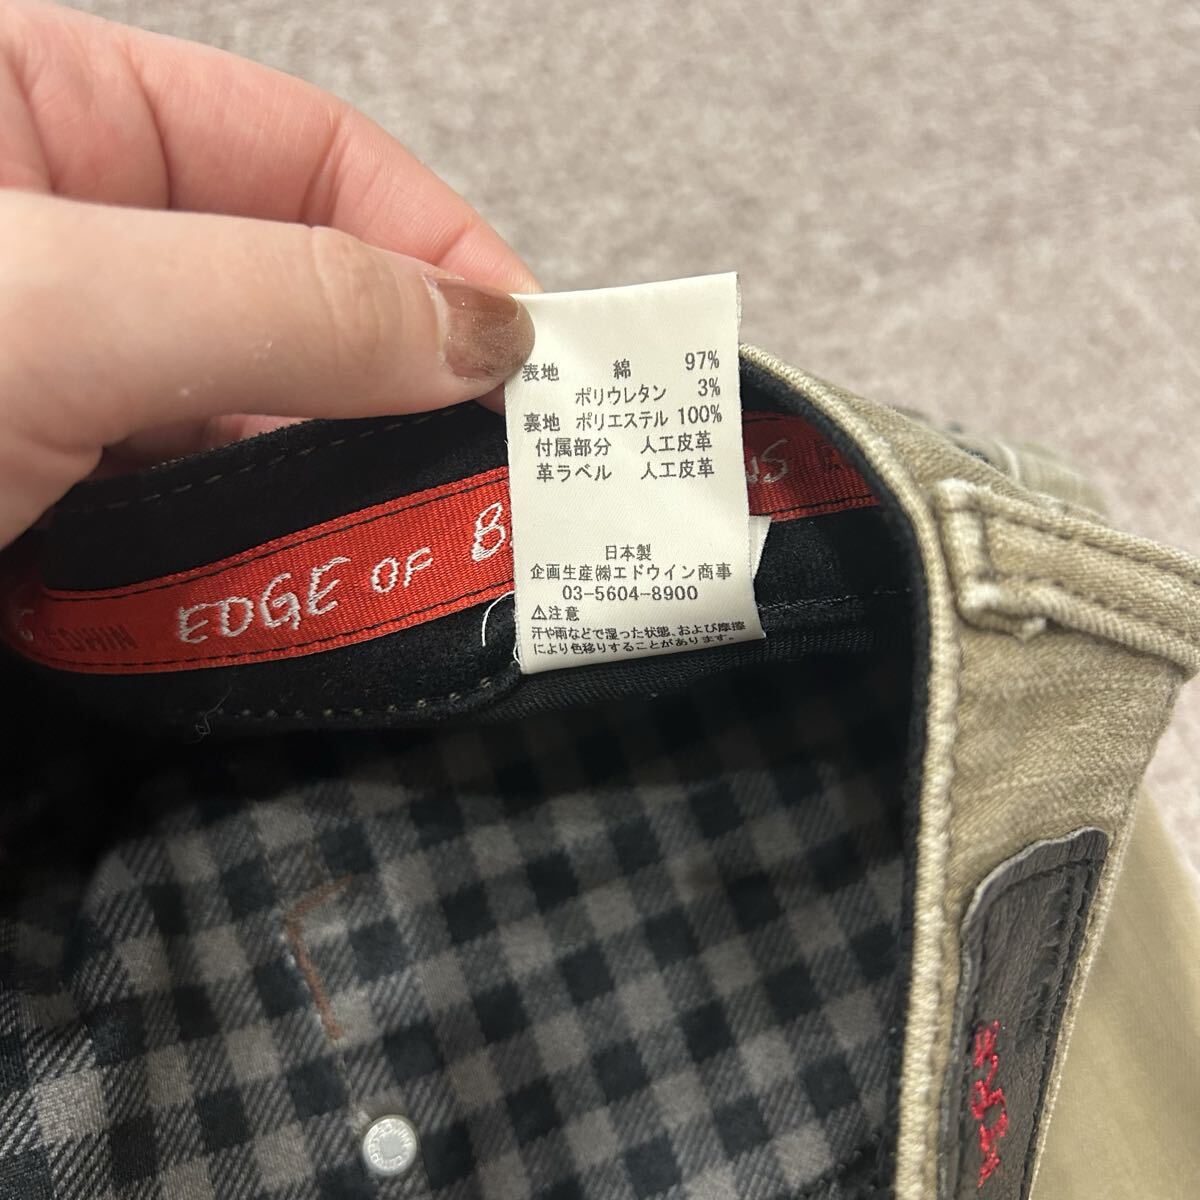 表地 綿 97%
ポリウレタン 3%
裏地 ポリエステル 100%
付属部分 人工皮革
革ラベル 人工皮革
日本製
企画生産㈱エドウイン商事
03-5604-8900
⚠注意
汗や雨などで湿った状態、および摩擦
により色移りすることがあります。
EDGE OF
EDWIN